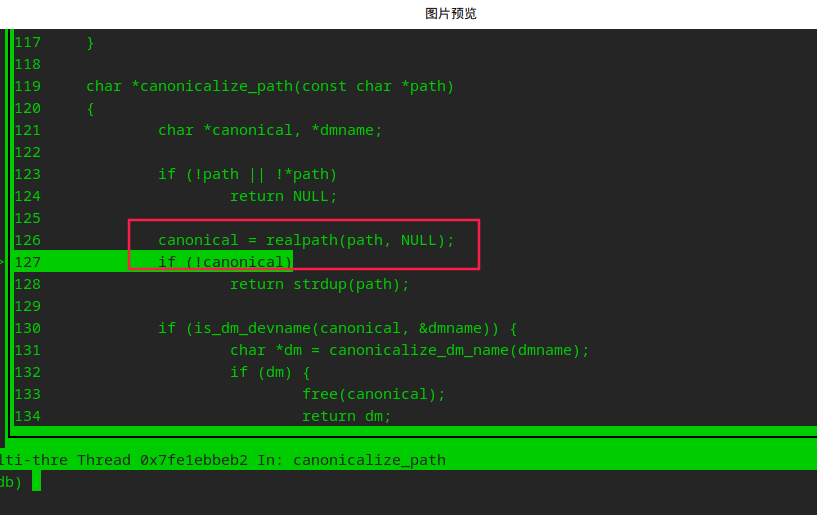 图片预览
117 }
118
119 char *canonicalize_path(const char *path)
120 {
121 char *canonical, *dmname;
122
123 if (!path || !*path)
124 return NULL;
125
126 canonical = realpath(path, NULL);
>127 if (!canonical)
128 return strdup(path);
129
130 if (is_dm_devname(canonical, &dmname)) {
131 char *dm = canonicalize_dm_name(dmname);
132 if (dm) {
133 free(canonical);
134 return dm;
lti-thre Thread 0x7fe1ebbeb2 In: canonicalize_path
db)